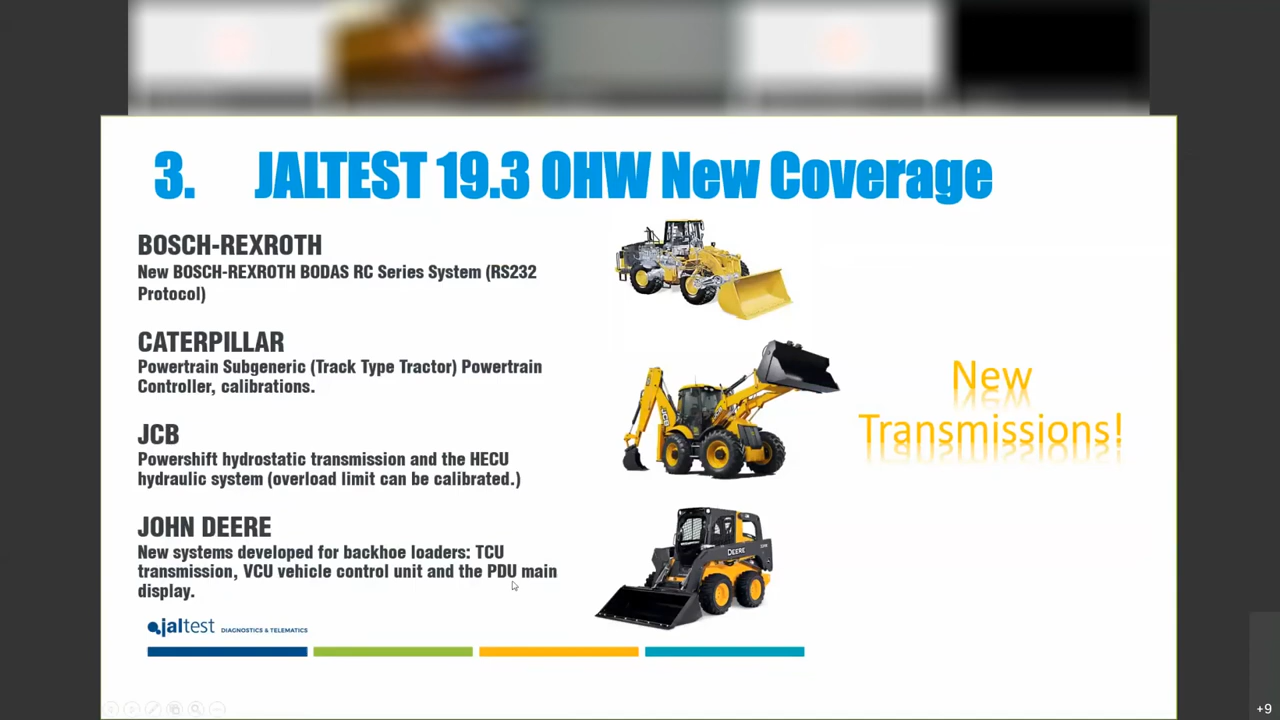 3. JALTEST 19.3 OHW New Coverage
BOSCH-REXROTH
New BOSCH-REXROTH BODAS RC Series System (RS232
Protocol)
CATERPILLAR
Powertrain Subgeneric (Track Type Tractor) Powertrain
Controller, calibrations.
JCB
Powershift hydrostatic transmission and the HECU
hydraulic system (overload limit can be calibrated.)
JOHN DEERE
New systems developed for backhoe loaders: TCU
transmission, VCU vehicle control unit and the PDU main
display.
New
Transmissions!
JCB
DEERE
jaltest DIAGNOSTICS & TELEMATICS
+9